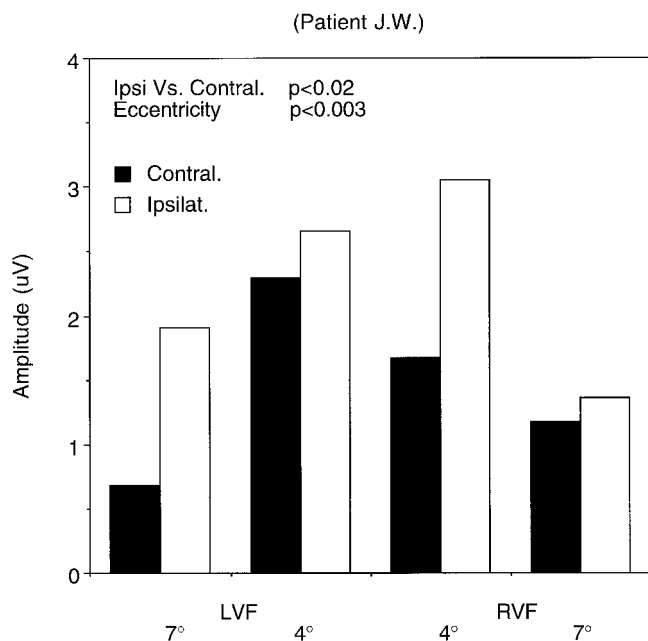 (Patient J.W.)
4
Ipsi Vs. Contral. p<0.02
Eccentricity p<0.003
Contral.
Ipsilat.
3
2
1
0
Amplitude (uV)
LVF RVF
7° 4° 4° 7°